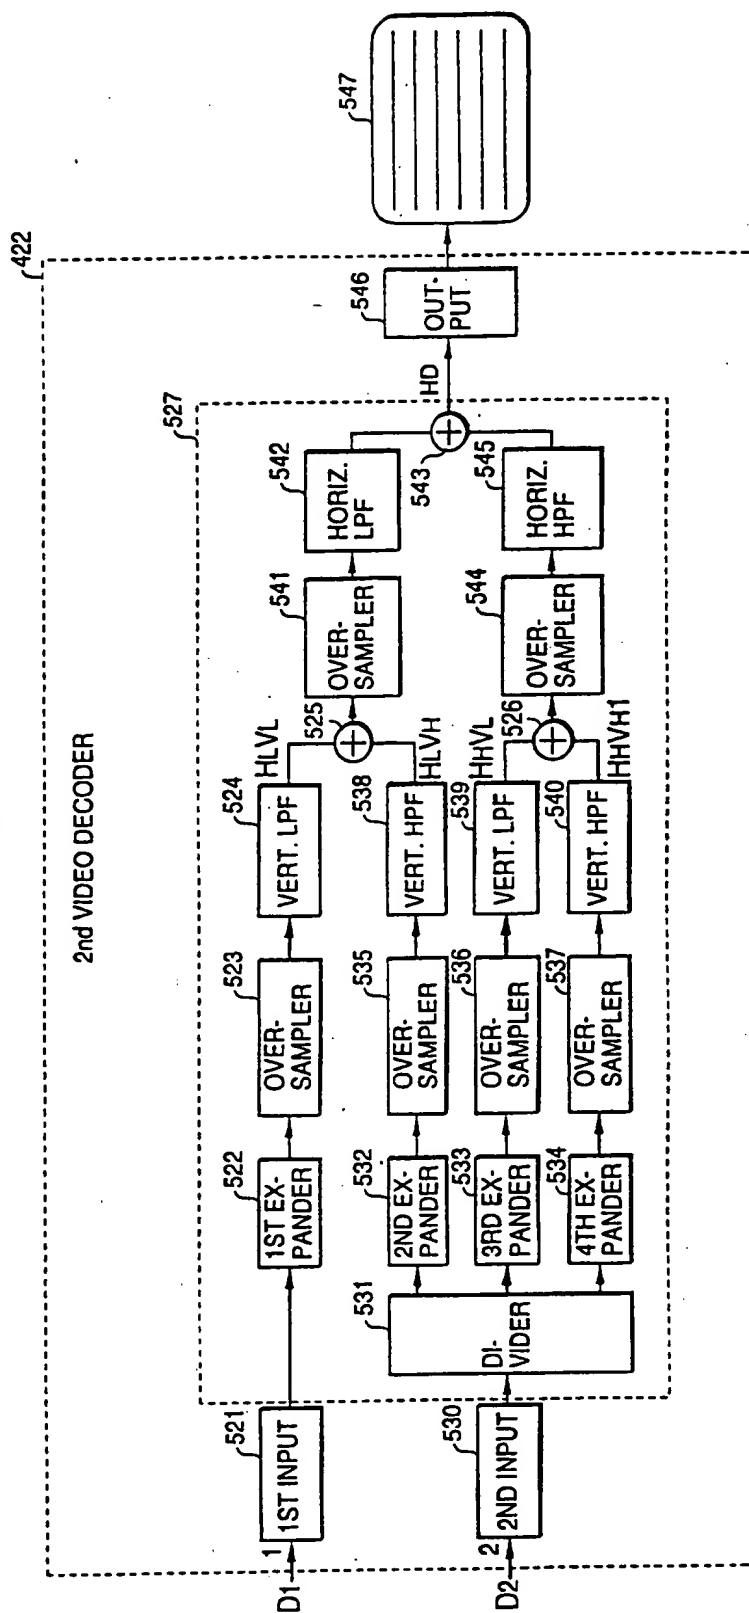 2nd VIDEO DECODER
422
527
D1
1
521
1ST INPUT
522
1ST EX-
PANDER
523
OVER-
SAMPLER
524
VERT. LPF
HLVL
525
541
OVER-
SAMPLER
542
HORIZ.
LPF
D2
2
530
2ND INPUT
531
DI-
VIDER
532
2ND EX-
PANDER
535
OVER-
SAMPLER
538
VERT. HPF
HLVH
533
3RD EX-
PANDER
536
OVER-
SAMPLER
539
VERT. LPF
HHVL
526
544
OVER-
SAMPLER
545
HORIZ.
HPF
534
4TH EX-
PANDER
537
OVER-
SAMPLER
540
VERT. HPF
HHVH1
543
HD
546
OUT-
PUT
547